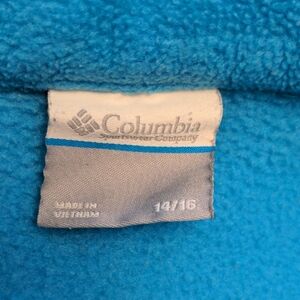 Columbia
Sportswear Company
MADE IN
VIETNAM
14/16